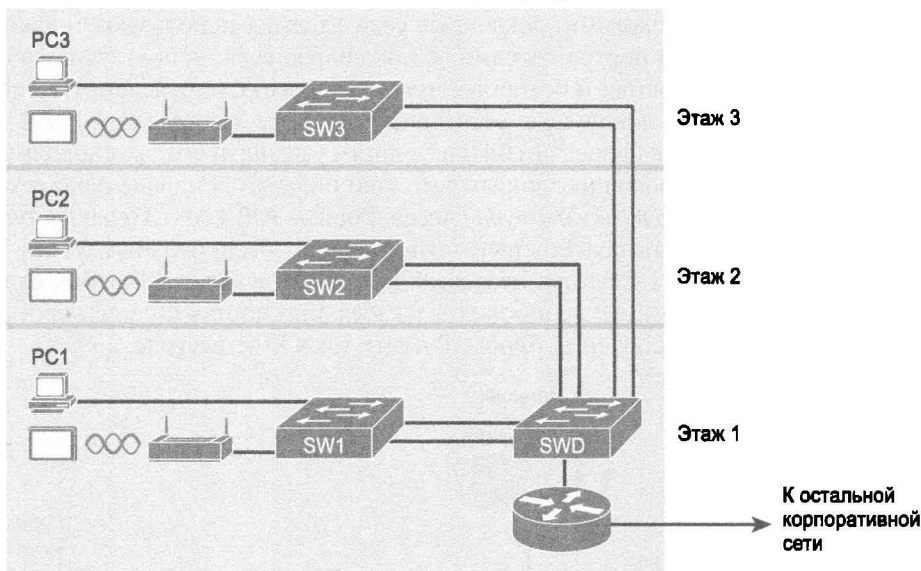 PC3
SW3
Этаж 3
PC2
SW2
Этаж 2
PC1
SW1
SWD
Этаж 1
К остальной
корпоративной
сети